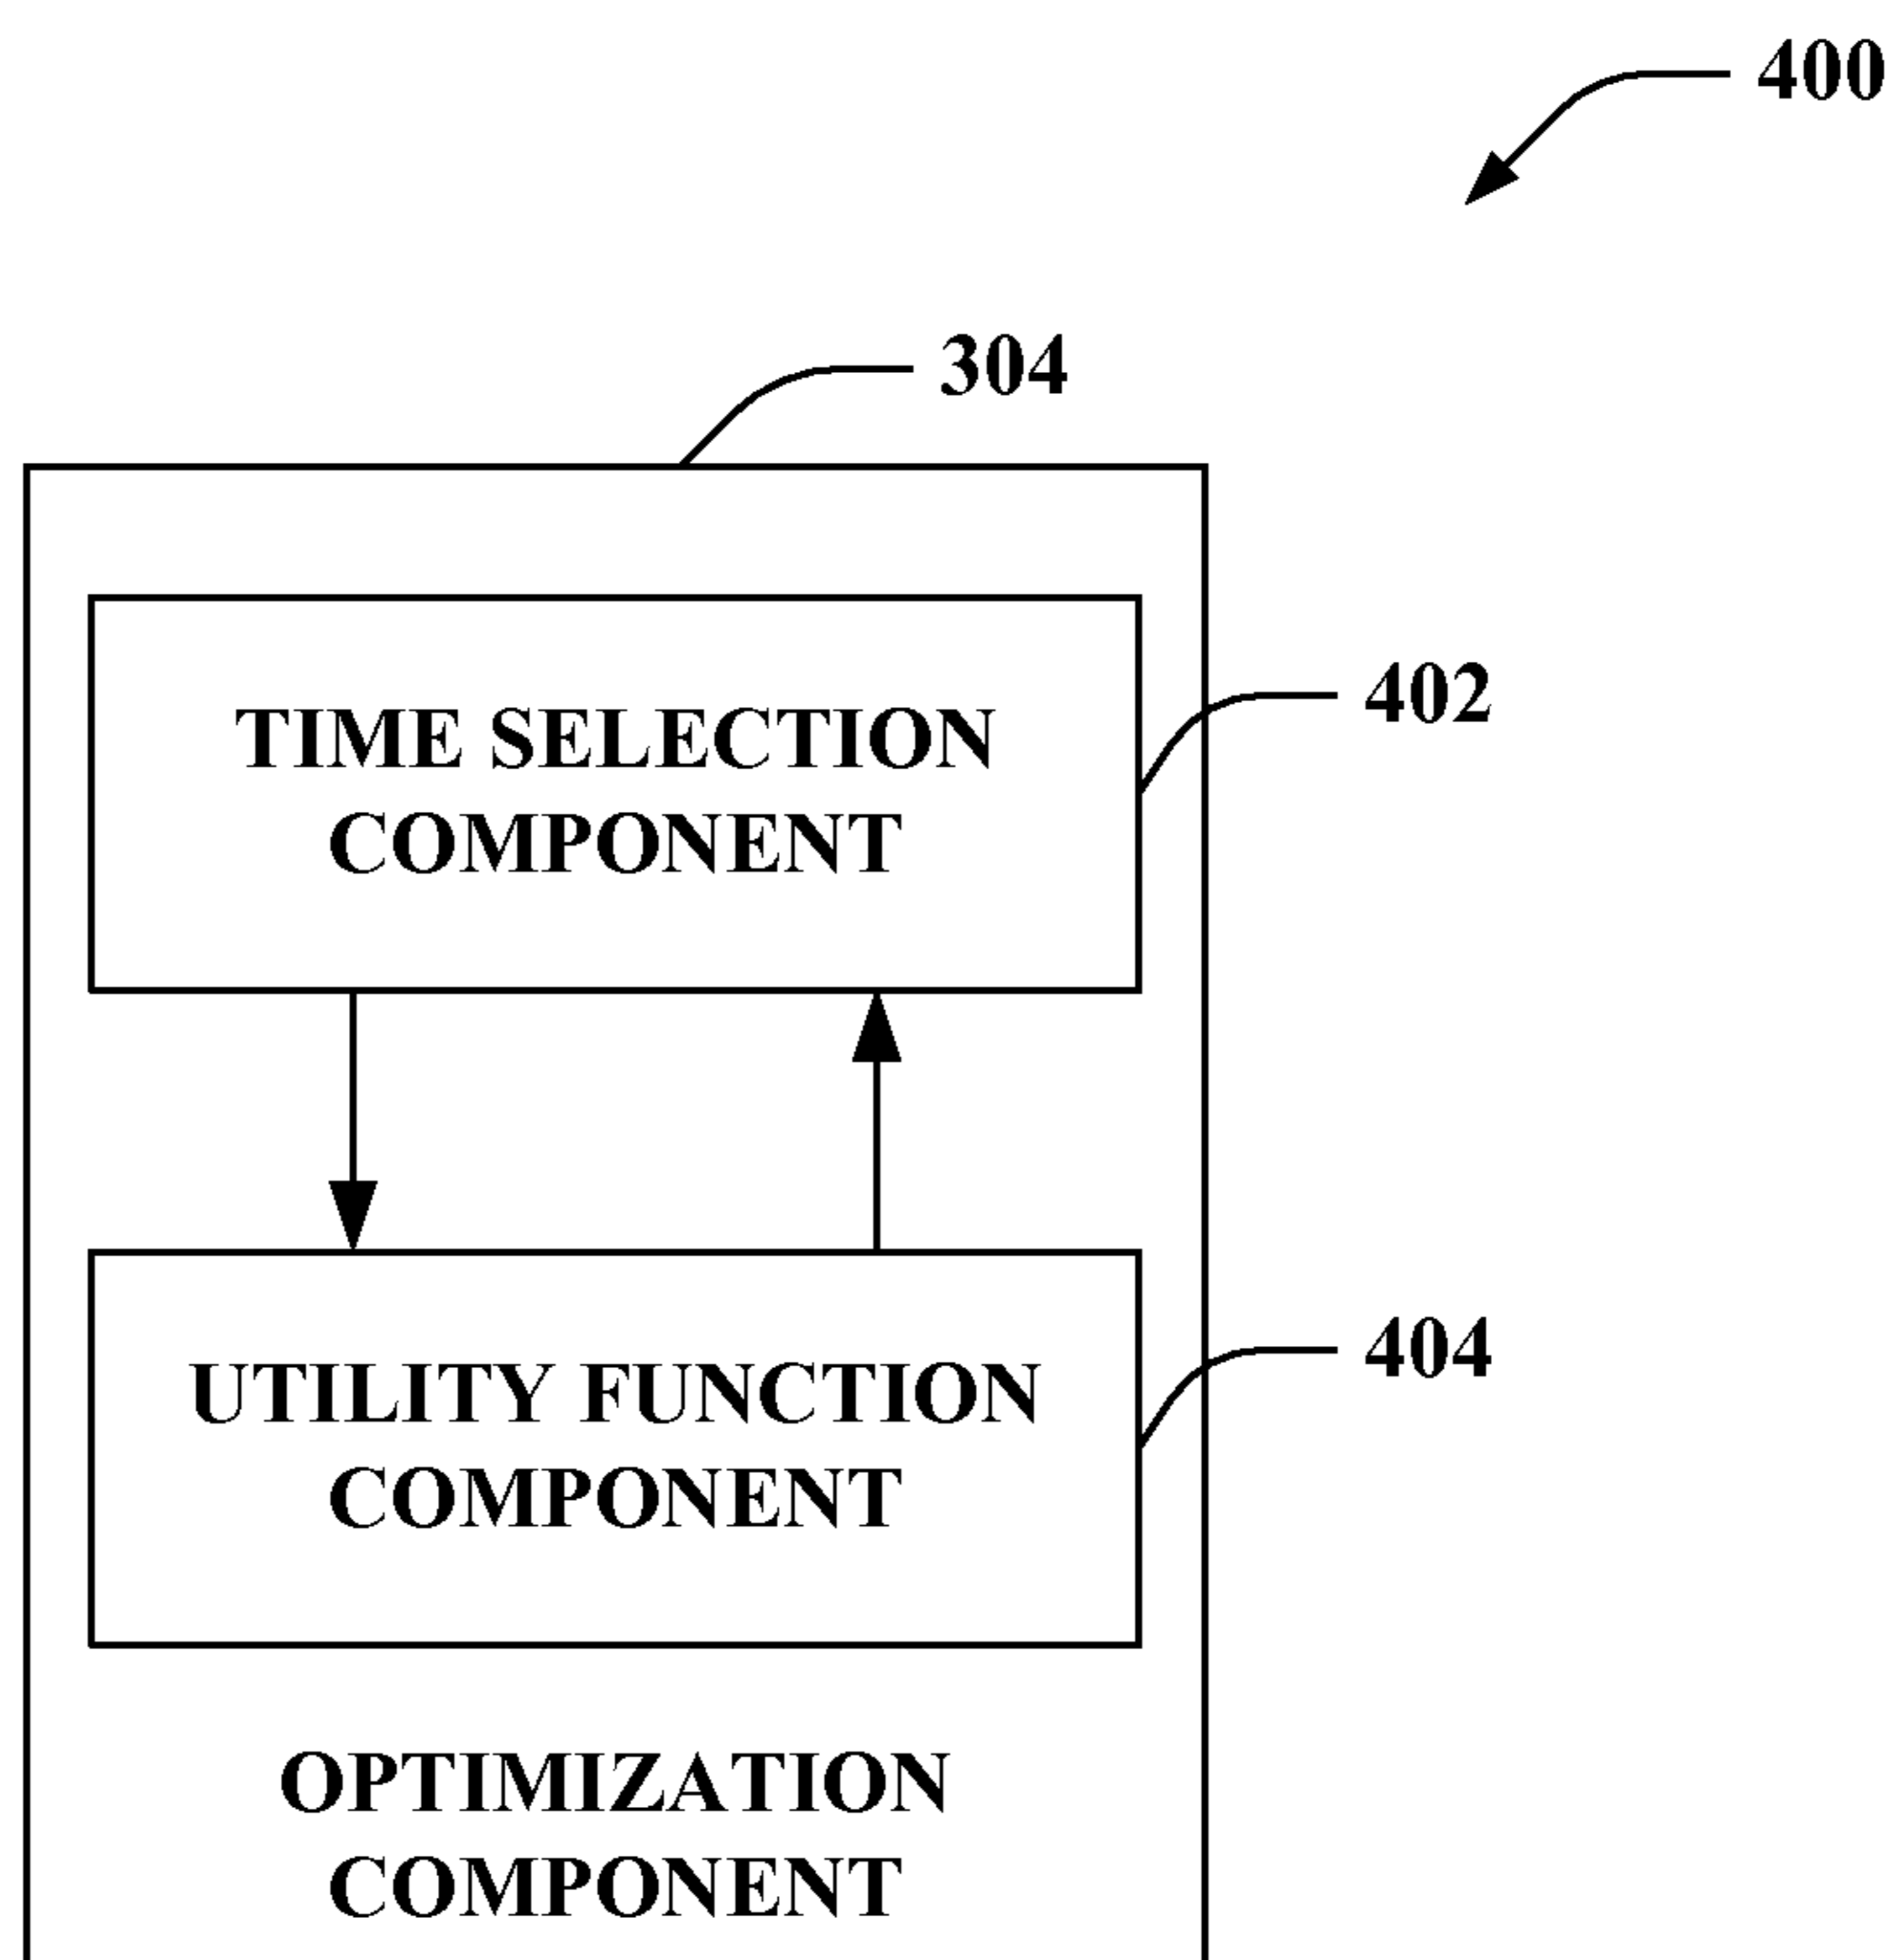 400
304
TIME SELECTION
COMPONENT
402
UTILITY FUNCTION
COMPONENT
404
OPTIMIZATION
COMPONENT